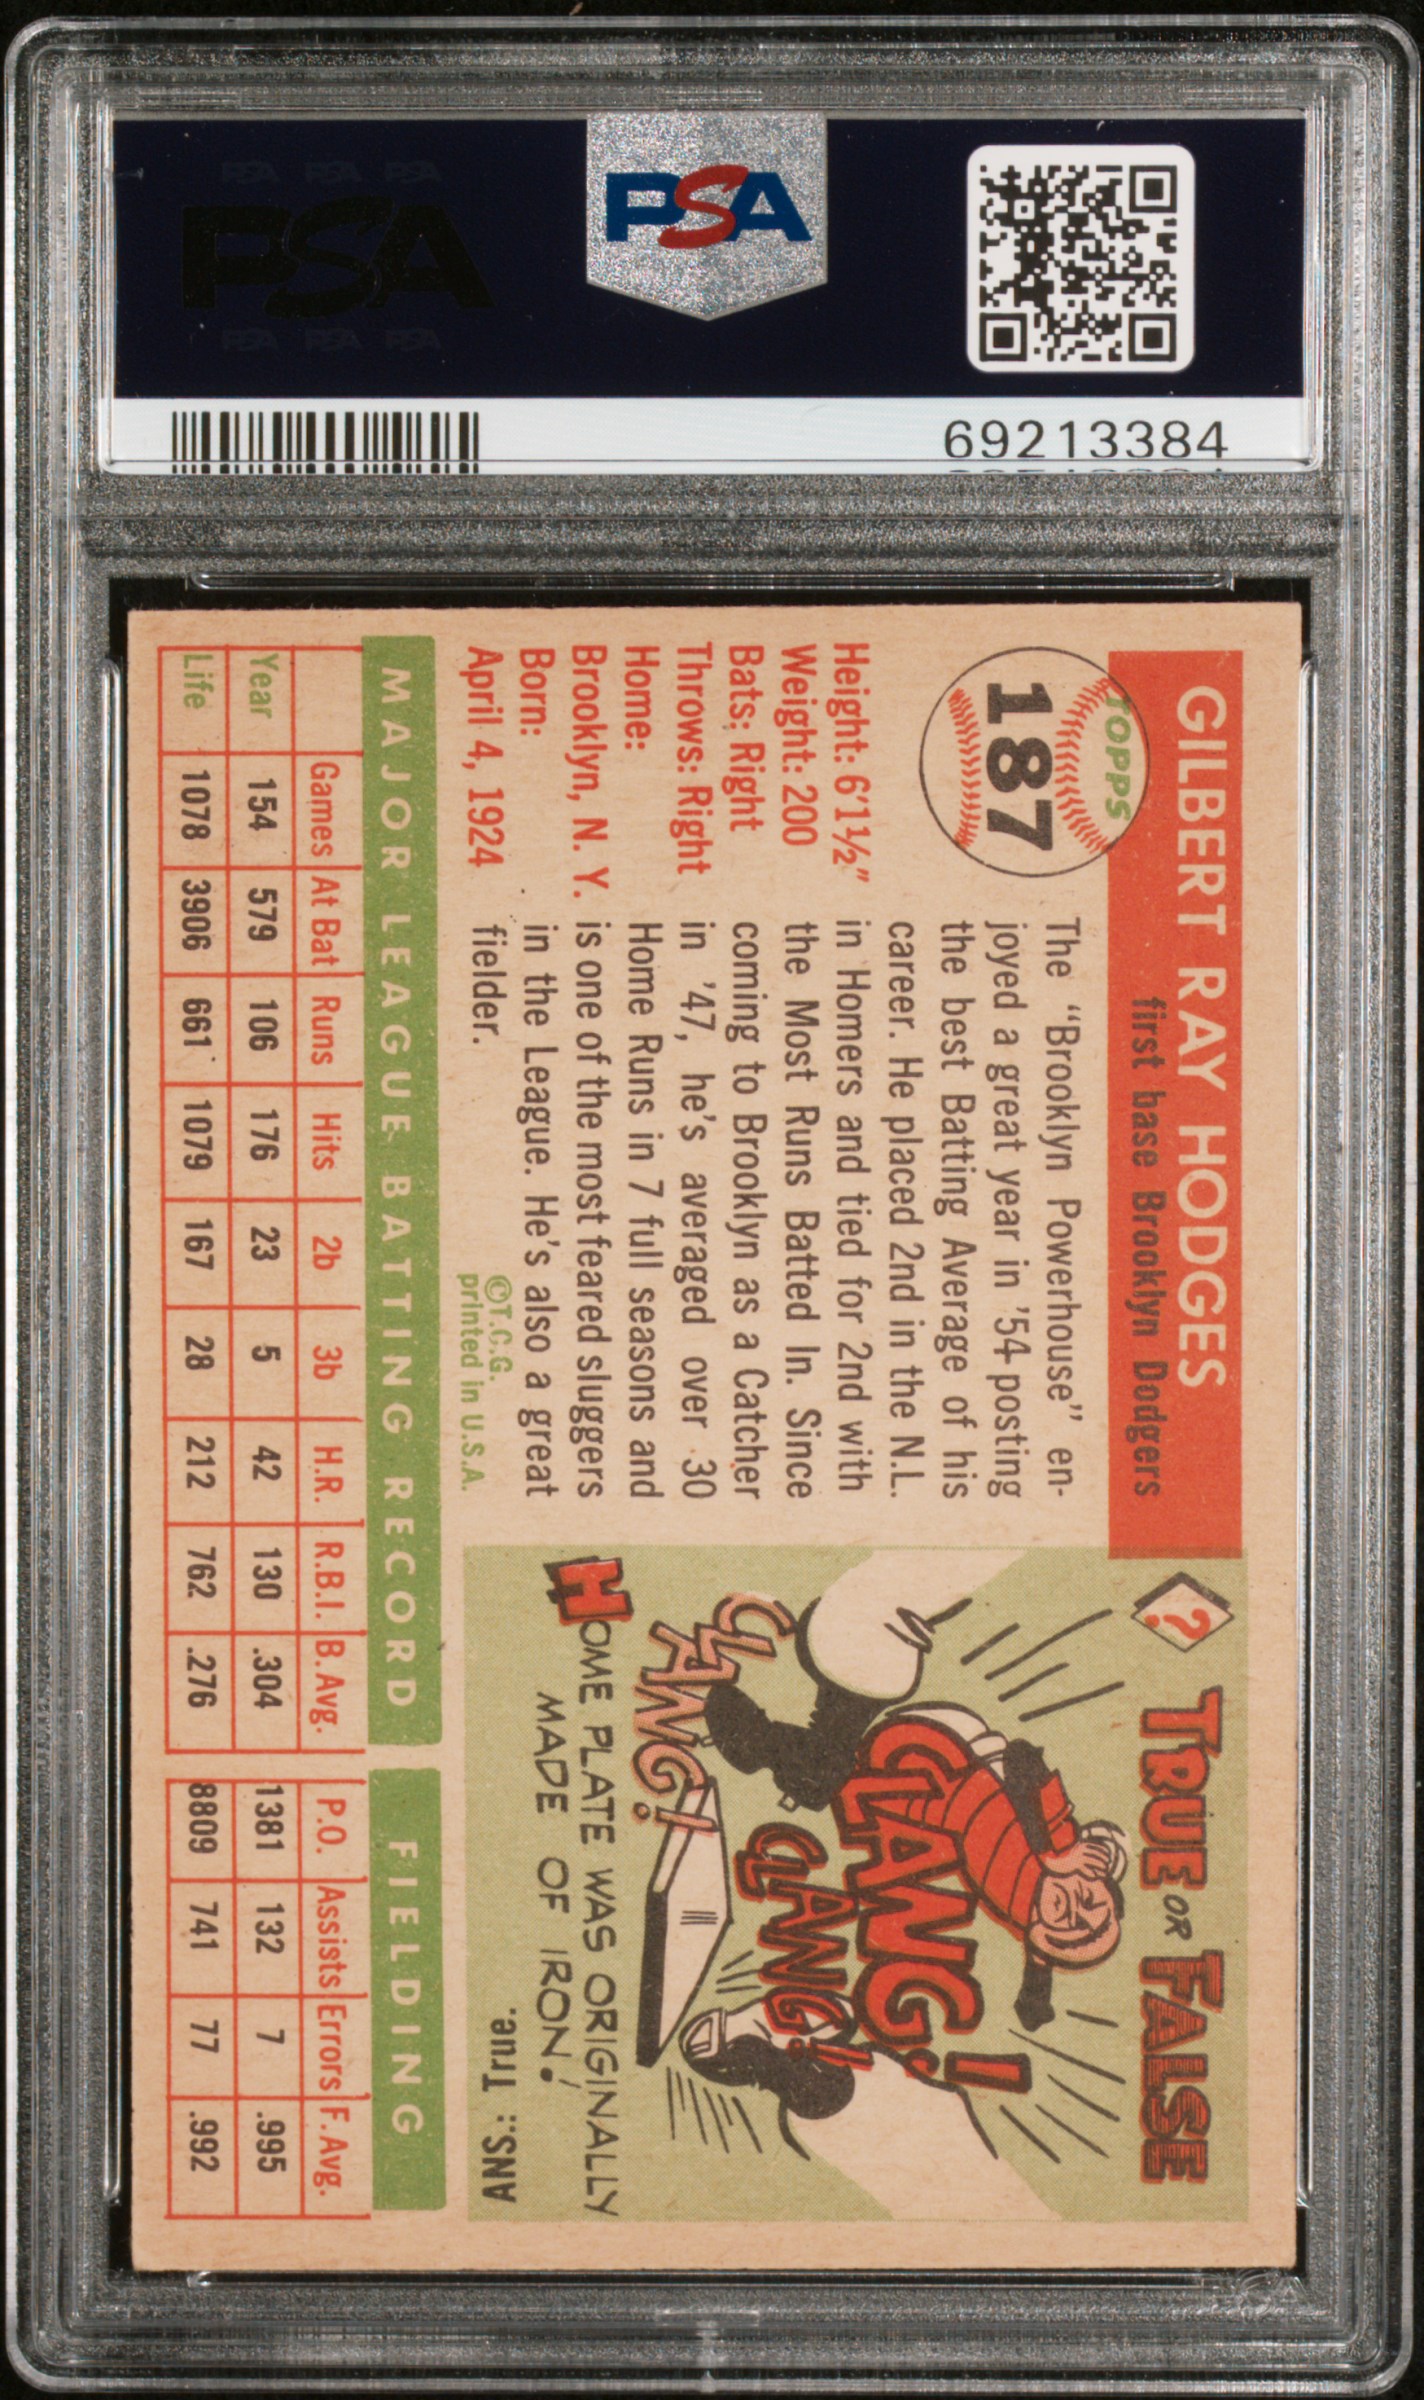 PSA PSA PSA
PSA
PSA PSA PSA
PSA
69213384
GILBERT RAY HODGES
first base Brooklyn Dodgers
TOPPS
187
Height: 6'1½"
Weight: 200
Bats: Right
Throws: Right
Home:
Brooklyn, N. Y.
Born:
April 4, 1924
The "Brooklyn Powerhouse" en-
joyed a great year in '54 posting
the best Batting Average of his
career. He placed 2nd in the N.L.
in Homers and tied for 2nd with
the Most Runs Batted In. Since
coming to Brooklyn as a Catcher
in '47, he's averaged over 30
Home Runs in 7 full seasons and
is one of the most feared sluggers
in the League. He's also a great
fielder.
©T.C.G.
printed in U.S.A.
? TRUE OR FALSE
CLANG!
CLANG!
CLANG!
HOME PLATE WAS ORIGINALLY
MADE OF IRON!
ANS.: True.
MAJOR LEAGUE BATTING RECORD FIELDING
Games At Bat Runs Hits 2b 3b H.R. R.B.I. B. Avg. P.O. Assists Errors F. Avg.
Year 154 579 106 176 23 5 42 130 .304 1381 132 7 .995
Life 1078 3906 661 1079 167 28 212 762 .276 8809 741 77 .992